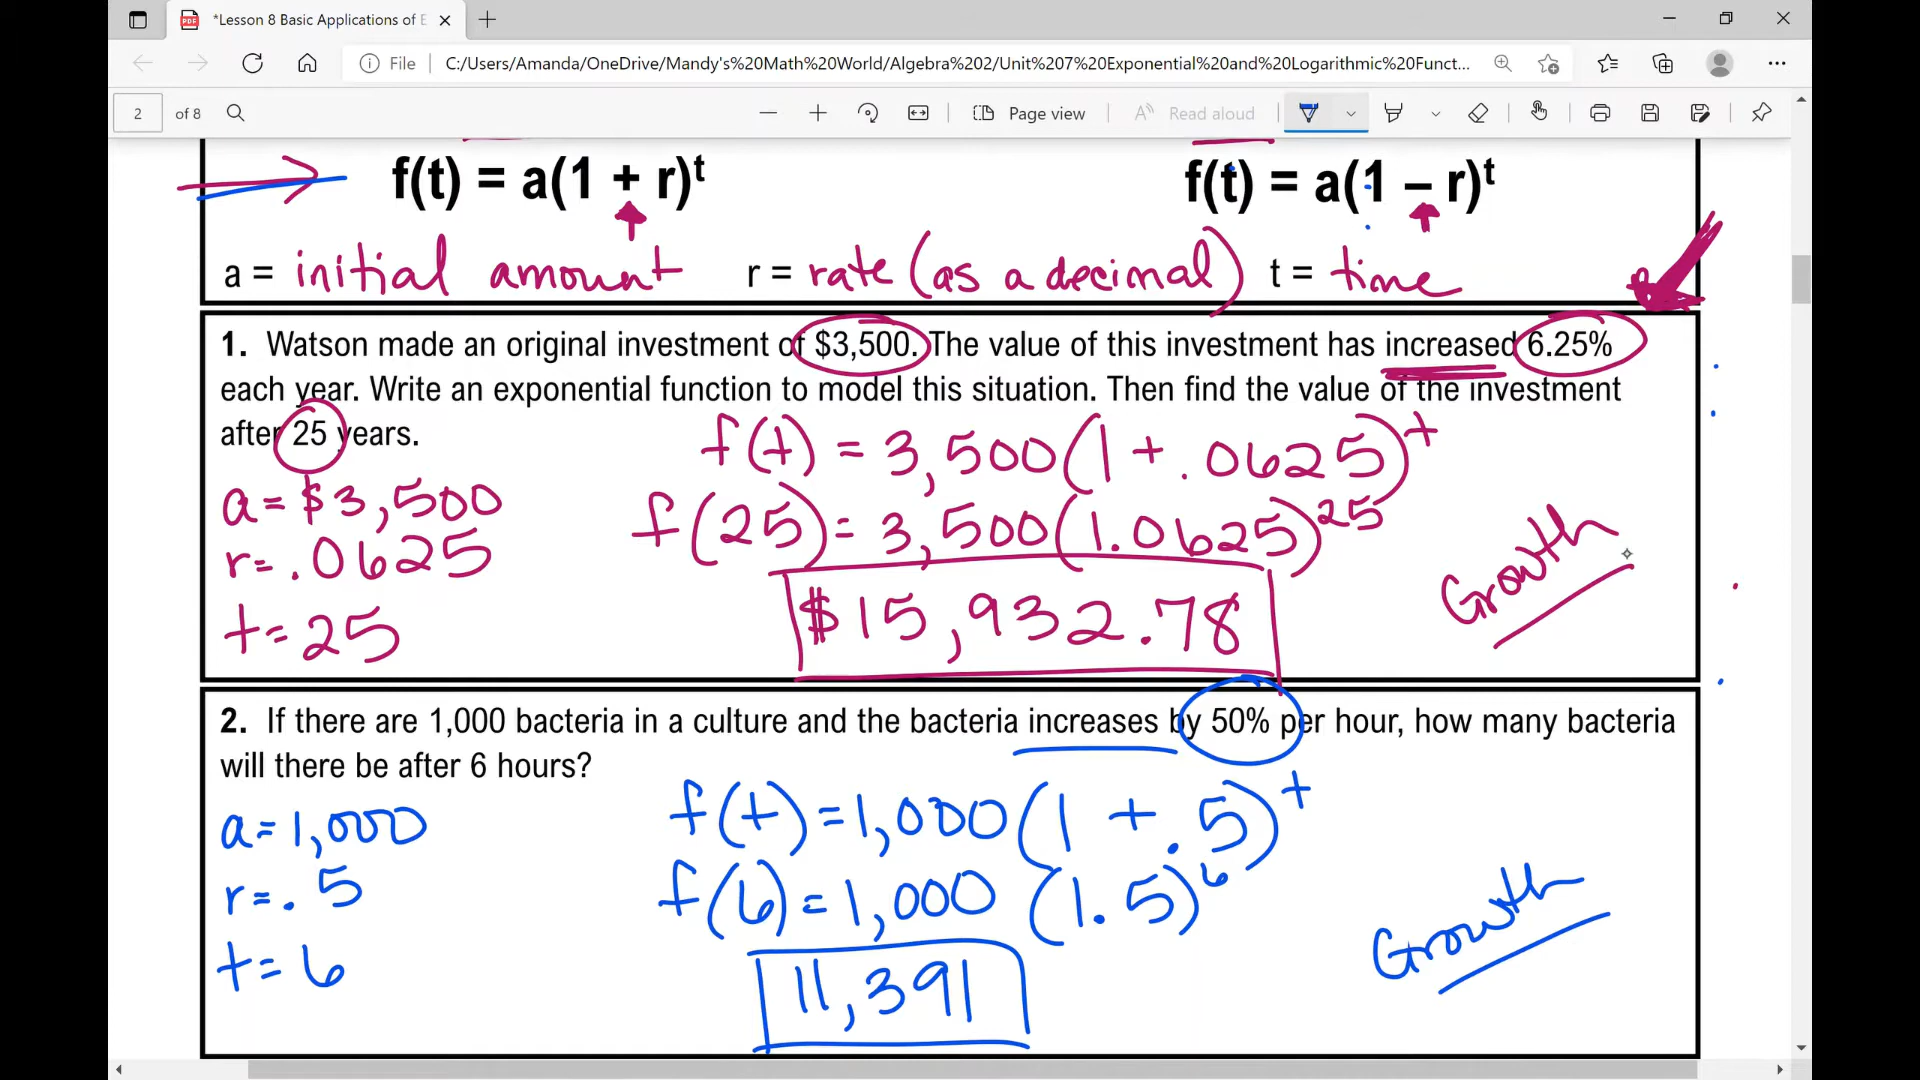 *Lesson 8 Basic Applications of E
File C:/Users/Amanda/OneDrive/Mandy's%20Math%20World/Algebra%202/Unit%207%20Exponential%20and%20Logarithmic%20Funct...
2 of 8 Page view Read aloud
f(t) = a(1 + r)ᵗ f(t) = a(1 – r)ᵗ
a = initial amount r = rate (as a decimal) t = time
1. Watson made an original investment of $3,500. The value of this investment has increased 6.25%
each year. Write an exponential function to model this situation. Then find the value of the investment
after 25 years.
f(t) = 3,500(1 + .0625)ᵗ
a = $3,500
f(25) = 3,500(1.0625)²⁵
r = .0625
Growth
$15,932.78
t = 25
2. If there are 1,000 bacteria in a culture and the bacteria increases by 50% per hour, how many bacteria
will there be after 6 hours?
f(t) = 1,000(1 + .5)ᵗ
a = 1,000
f(6) = 1,000 (1.5)⁶
r = .5
Growth
t = 6
11,391